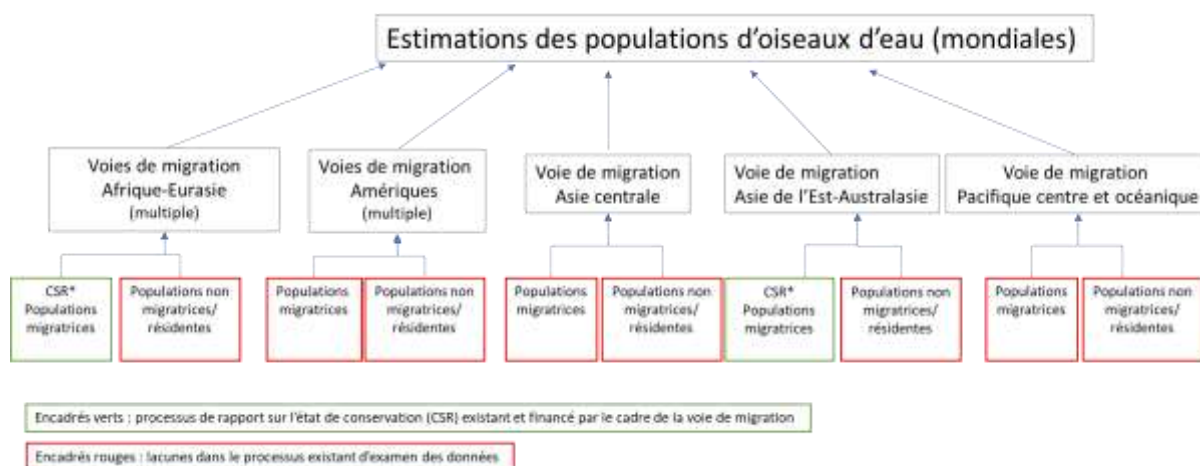 Estimations des populations d'oiseaux d'eau (mondiales)
Voies de migration
Afrique-Eurasie
(multiple)
Voies de migration
Amériques
(multiple)
Voie de migration
Asie centrale
Voie de migration
Asie de l'Est-Australasie
Voie de migration
Pacifique centre et océanique
CSR*
Populations
migratrices
Populations non
migratrices/
résidentes
Populations
migratrices
Populations non
migratrices/
résidentes
Populations
migratrices
Populations non
migratrices/
résidentes
CSR*
Populations
migratrices
Populations non
migratrices/
résidentes
Populations
migratrices
Populations non
migratrices/
résidentes
Encadrés verts : processus de rapport sur l'état de conservation (CSR) existant et financé par le cadre de la voie de migration
Encadrés rouges : lacunes dans le processus existant d'examen des données